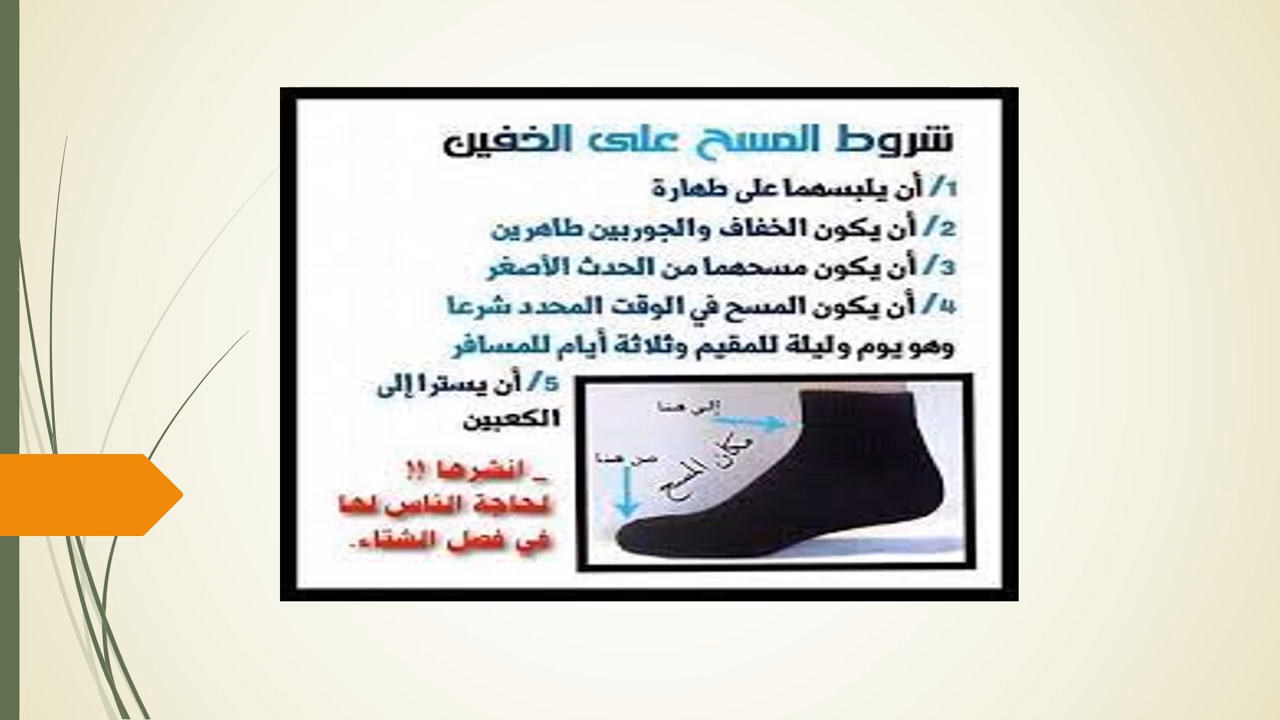 شروط المسح على الخفين
1/ أن يلبسهما على طهارة
2/ أن يكون الخفاف والجوربين طاهرين
3/ أن يكون مسحهما من الحدث الأصغر
4/ أن يكون المسح في الوقت المحدد شرعا
وهو يوم وليلة للمقيم وثلاثة أيام للمسافر
5/ أن يسترا إلى
الكعبين
_ انشرها !!
لحاجة الناس لها
في فصل الشتاء.
إلى هنا
مكان المسح
من هنا